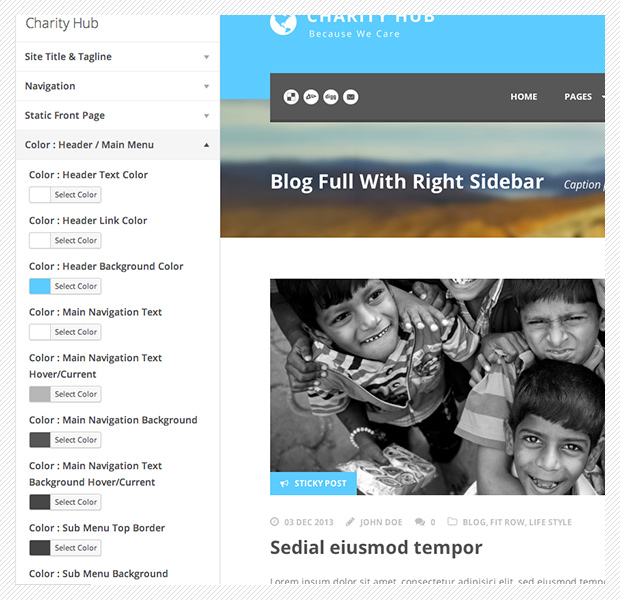 Charity Hub
Site Title & Tagline
Navigation
Static Front Page
Color : Header / Main Menu
Color : Header Text Color
Select Color
Color : Header Link Color
Select Color
Color : Header Background Color
Select Color
Color : Main Navigation Text
Select Color
Color : Main Navigation Text
Hover/Current
Select Color
Color : Main Navigation Background
Select Color
Color : Main Navigation Text
Background Hover/Current
Select Color
Color : Sub Menu Top Border
Select Color
Color : Sub Menu Background
CHARITY HUB
Because We Care
digg
HOME PAGES
Blog Full With Right Sidebar Caption
STICKY POST
03 DEC 2013 JOHN DOE 0 BLOG, FIT ROW, LIFE STYLE
Sedial eiusmod tempor
Lorem ipsum dolor sit amet, consectetur adipisici elit, sed eiusmod tempor